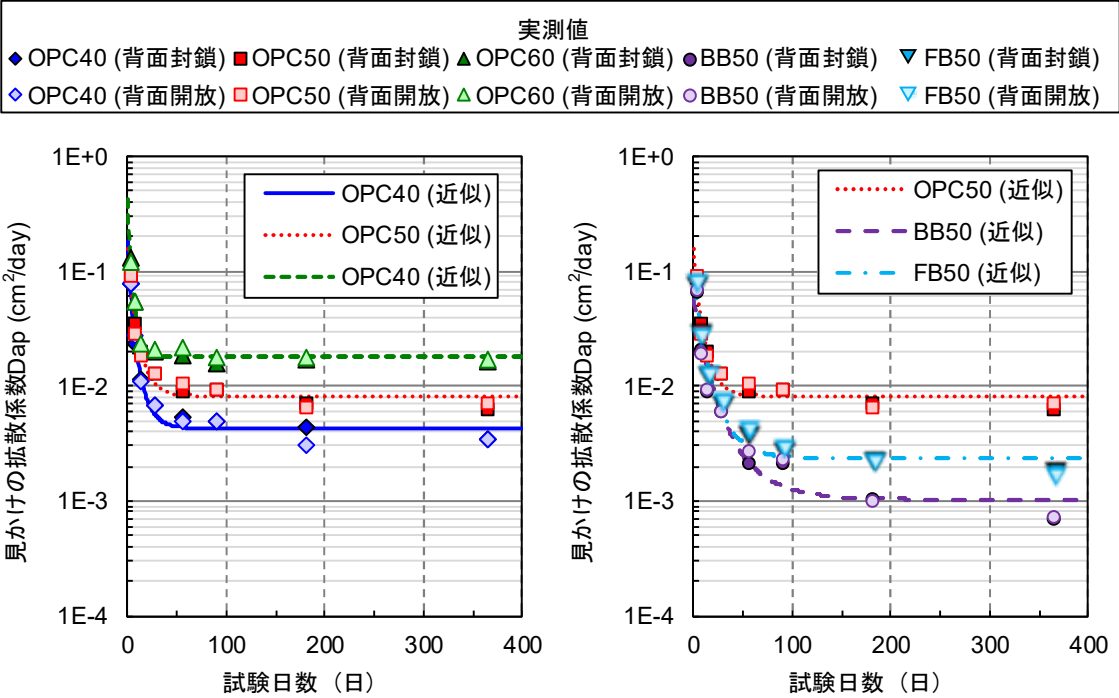 実測値
OPC40 (背面封鎖) OPC50 (背面封鎖) OPC60 (背面封鎖) BB50 (背面封鎖) FB50 (背面封鎖)
OPC40 (背面開放) OPC50 (背面開放) OPC60 (背面開放) BB50 (背面開放) FB50 (背面開放)
見かけの拡散係数Dap (cm²/day)
1E+0
1E-1
1E-2
1E-3
1E-4
OPC40 (近似)
OPC50 (近似)
OPC40 (近似)
0 100 200 300 400
試験日数（日）
見かけの拡散係数Dap (cm²/day)
1E+0
1E-1
1E-2
1E-3
1E-4
OPC50 (近似)
BB50 (近似)
FB50 (近似)
0 100 200 300 400
試験日数（日）